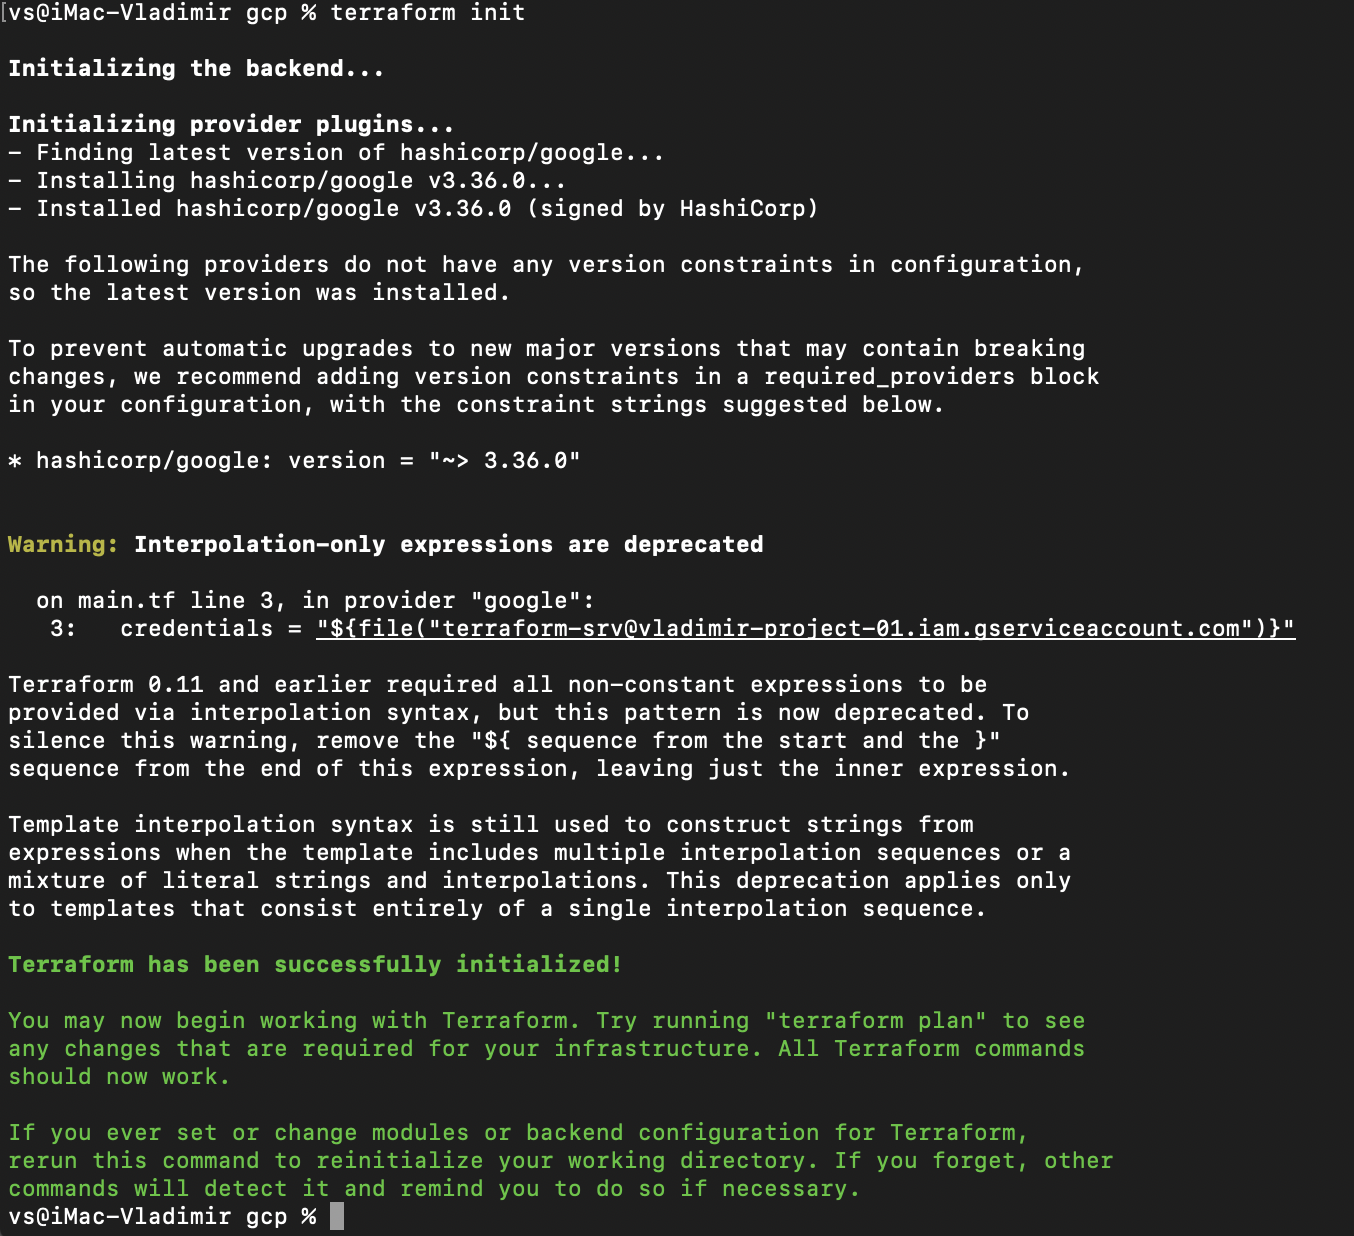 [vs@iMac-Vladimir gcp % terraform init
Initializing the backend...
Initializing provider plugins...
- Finding latest version of hashicorp/google...
- Installing hashicorp/google v3.36.0...
- Installed hashicorp/google v3.36.0 (signed by HashiCorp)
The following providers do not have any version constraints in configuration,
so the latest version was installed.
To prevent automatic upgrades to new major versions that may contain breaking
changes, we recommend adding version constraints in a required_providers block
in your configuration, with the constraint strings suggested below.
* hashicorp/google: version = "~> 3.36.0"
Warning: Interpolation-only expressions are deprecated
on main.tf line 3, in provider "google":
3: credentials = "${file("terraform-srv@vladimir-project-01.iam.gserviceaccount.com")}"
Terraform 0.11 and earlier required all non-constant expressions to be
provided via interpolation syntax, but this pattern is now deprecated. To
silence this warning, remove the "${ sequence from the start and the }"
sequence from the end of this expression, leaving just the inner expression.
Template interpolation syntax is still used to construct strings from
expressions when the template includes multiple interpolation sequences or a
mixture of literal strings and interpolations. This deprecation applies only
to templates that consist entirely of a single interpolation sequence.
Terraform has been successfully initialized!
You may now begin working with Terraform. Try running "terraform plan" to see
any changes that are required for your infrastructure. All Terraform commands
should now work.
If you ever set or change modules or backend configuration for Terraform,
rerun this command to reinitialize your working directory. If you forget, other
commands will detect it and remind you to do so if necessary.
vs@iMac-Vladimir gcp %